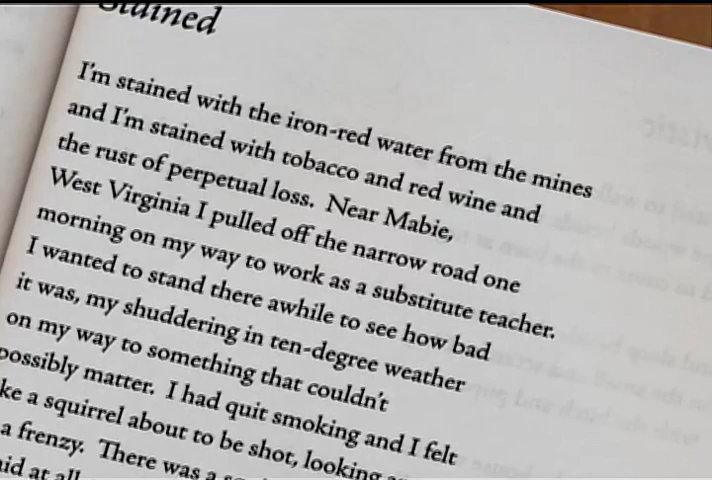 Stained
I'm stained with the iron-red water from the mines
and I'm stained with tobacco and red wine and
the rust of perpetual loss. Near Mabie,
West Virginia I pulled off the narrow road one
morning on my way to work as a substitute teacher.
I wanted to stand there awhile to see how bad
it was, my shuddering in ten-degree weather
on my way to something that couldn't
possibly matter. I had quit smoking and I felt
a squirrel about to be shot, looking
a frenzy. There was a
at all